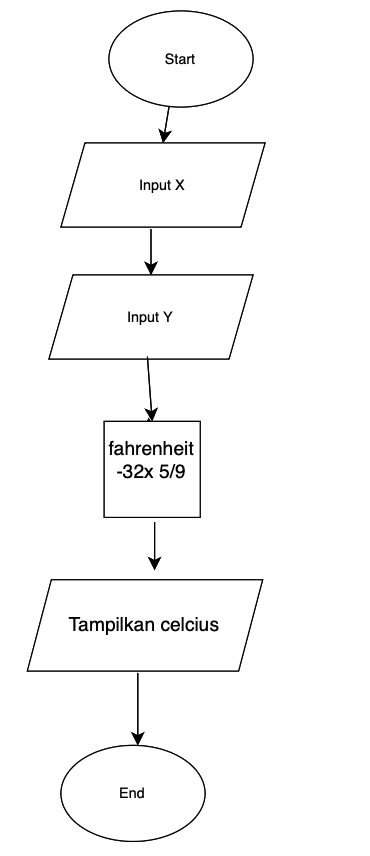 Start
Input X
Input Y
fahrenheit
-32x 5/9
Tampilkan celcius
End